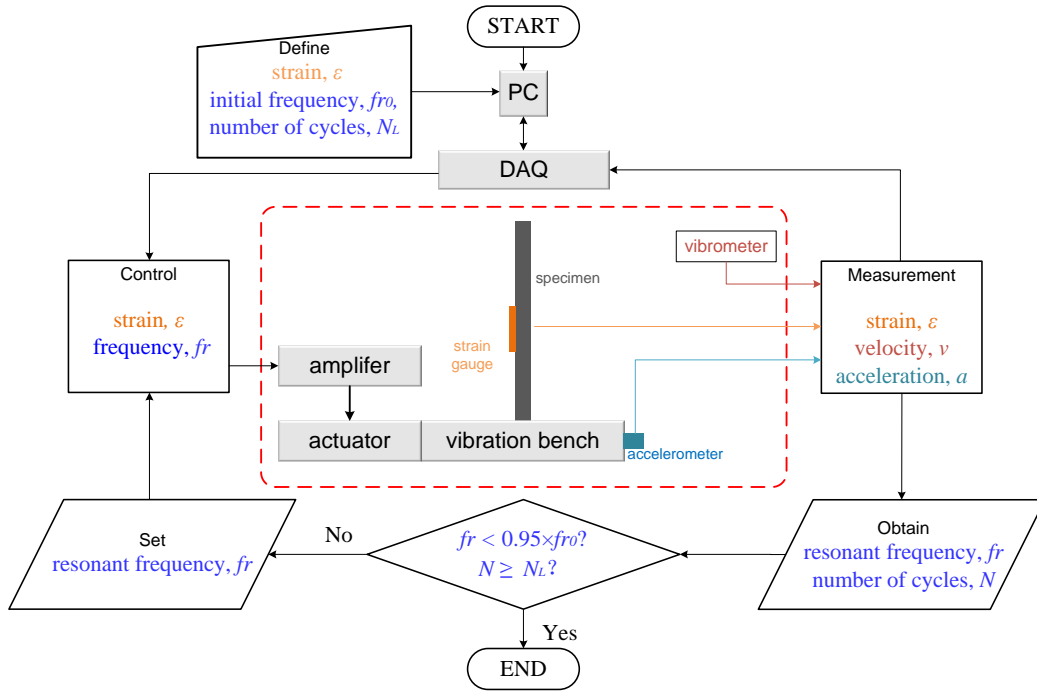 START
Define
strain, ε
initial frequency, fr0,
number of cycles, NL
PC
DAQ
Control
strain, ε
frequency, fr
amplifer
actuator
vibration bench
specimen
strain
gauge
accelerometer
vibrometer
Measurement
strain, ε
velocity, v
acceleration, a
Obtain
resonant frequency, fr
number of cycles, N
fr < 0.95×fr0?
N ≥ NL?
No
Set
resonant frequency, fr
Yes
END